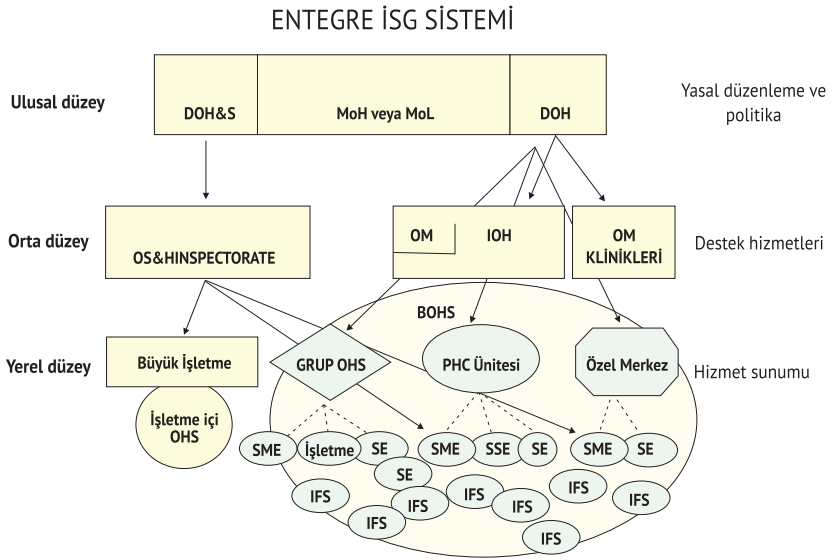 ENTEGRE İSG SİSTEMİ
Ulusal düzey
DOH&S
MoH veya MoL
DOH
Yasal düzenleme ve
politika
Orta düzey
OS&HINSPECTORATE
OM
IOH
OM
KLİNİKLERİ
Destek hizmetleri
BOHS
Yerel düzey
Büyük İşletme
GRUP OHS
PHC Ünitesi
Özel Merkez
Hizmet sunumu
İşletme içi
OHS
SME
İşletme
SE
SME
SSE
SE
SME
SE
SE
IFS
IFS
IFS
IFS
IFS
IFS
IFS
IFS